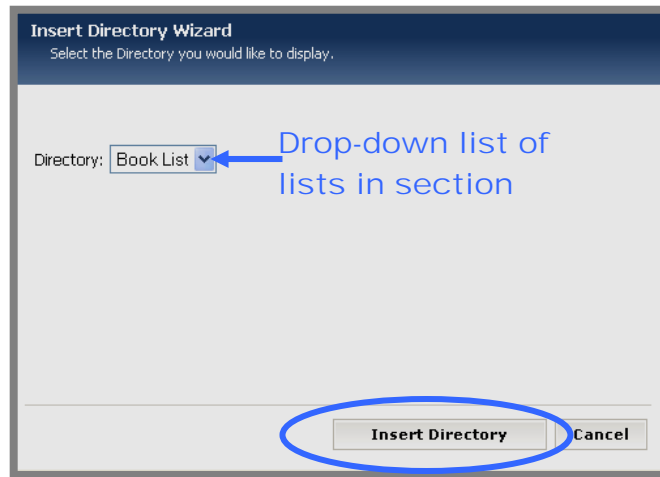 Insert Directory Wizard
Select the Directory you would like to display.
Directory: Book List
Drop-down list of
lists in section
Insert Directory Cancel